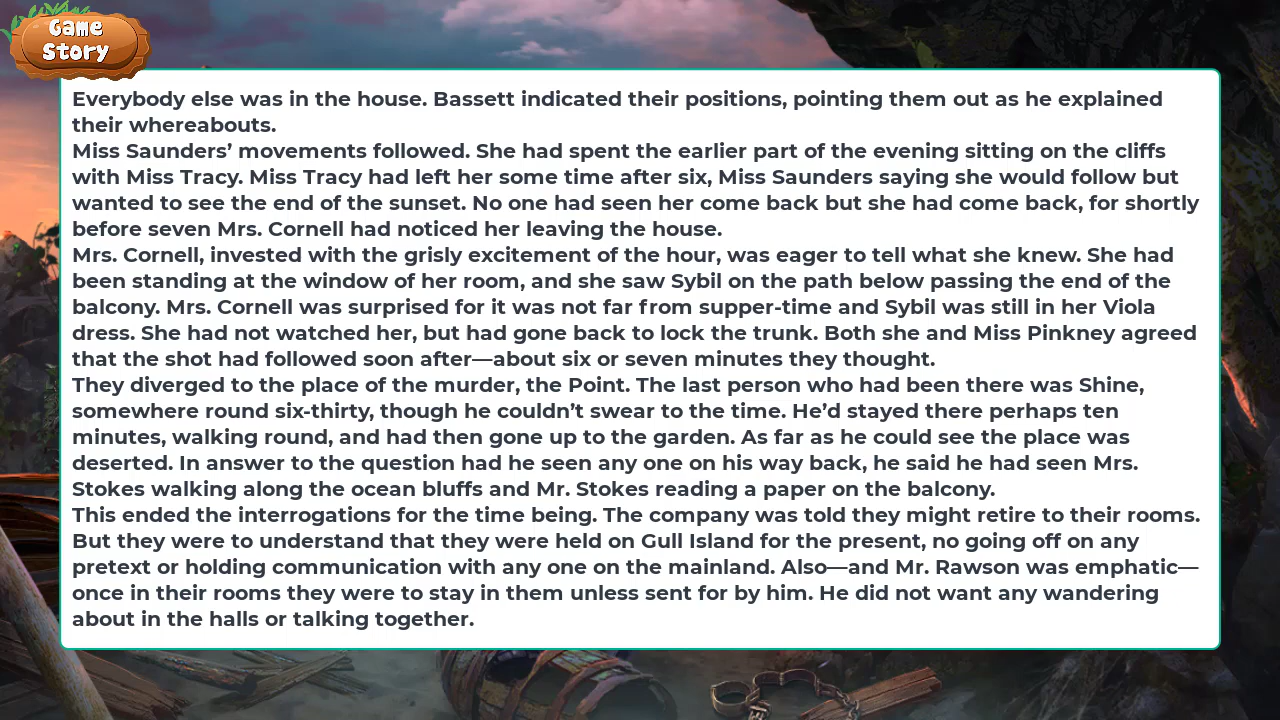 Game
Story
Everybody else was in the house. Bassett indicated their positions, pointing them out as he explained
their whereabouts.
Miss Saunders’ movements followed. She had spent the earlier part of the evening sitting on the cliffs
with Miss Tracy. Miss Tracy had left her some time after six, Miss Saunders saying she would follow but
wanted to see the end of the sunset. No one had seen her come back but she had come back, for shortly
before seven Mrs. Cornell had noticed her leaving the house.
Mrs. Cornell, invested with the grisly excitement of the hour, was eager to tell what she knew. She had
been standing at the window of her room, and she saw Sybil on the path below passing the end of the
balcony. Mrs. Cornell was surprised for it was not far from supper-time and Sybil was still in her Viola
dress. She had not watched her, but had gone back to lock the trunk. Both she and Miss Pinkney agreed
that the shot had followed soon after—about six or seven minutes they thought.
They diverged to the place of the murder, the Point. The last person who had been there was Shine,
somewhere round six-thirty, though he couldn’t swear to the time. He’d stayed there perhaps ten
minutes, walking round, and had then gone up to the garden. As far as he could see the place was
deserted. In answer to the question had he seen any one on his way back, he said he had seen Mrs.
Stokes walking along the ocean bluffs and Mr. Stokes reading a paper on the balcony.
This ended the interrogations for the time being. The company was told they might retire to their rooms.
But they were to understand that they were held on Gull Island for the present, no going off on any
pretext or holding communication with any one on the mainland. Also—and Mr. Rawson was emphatic—
once in their rooms they were to stay in them unless sent for by him. He did not want any wandering
about in the halls or talking together.